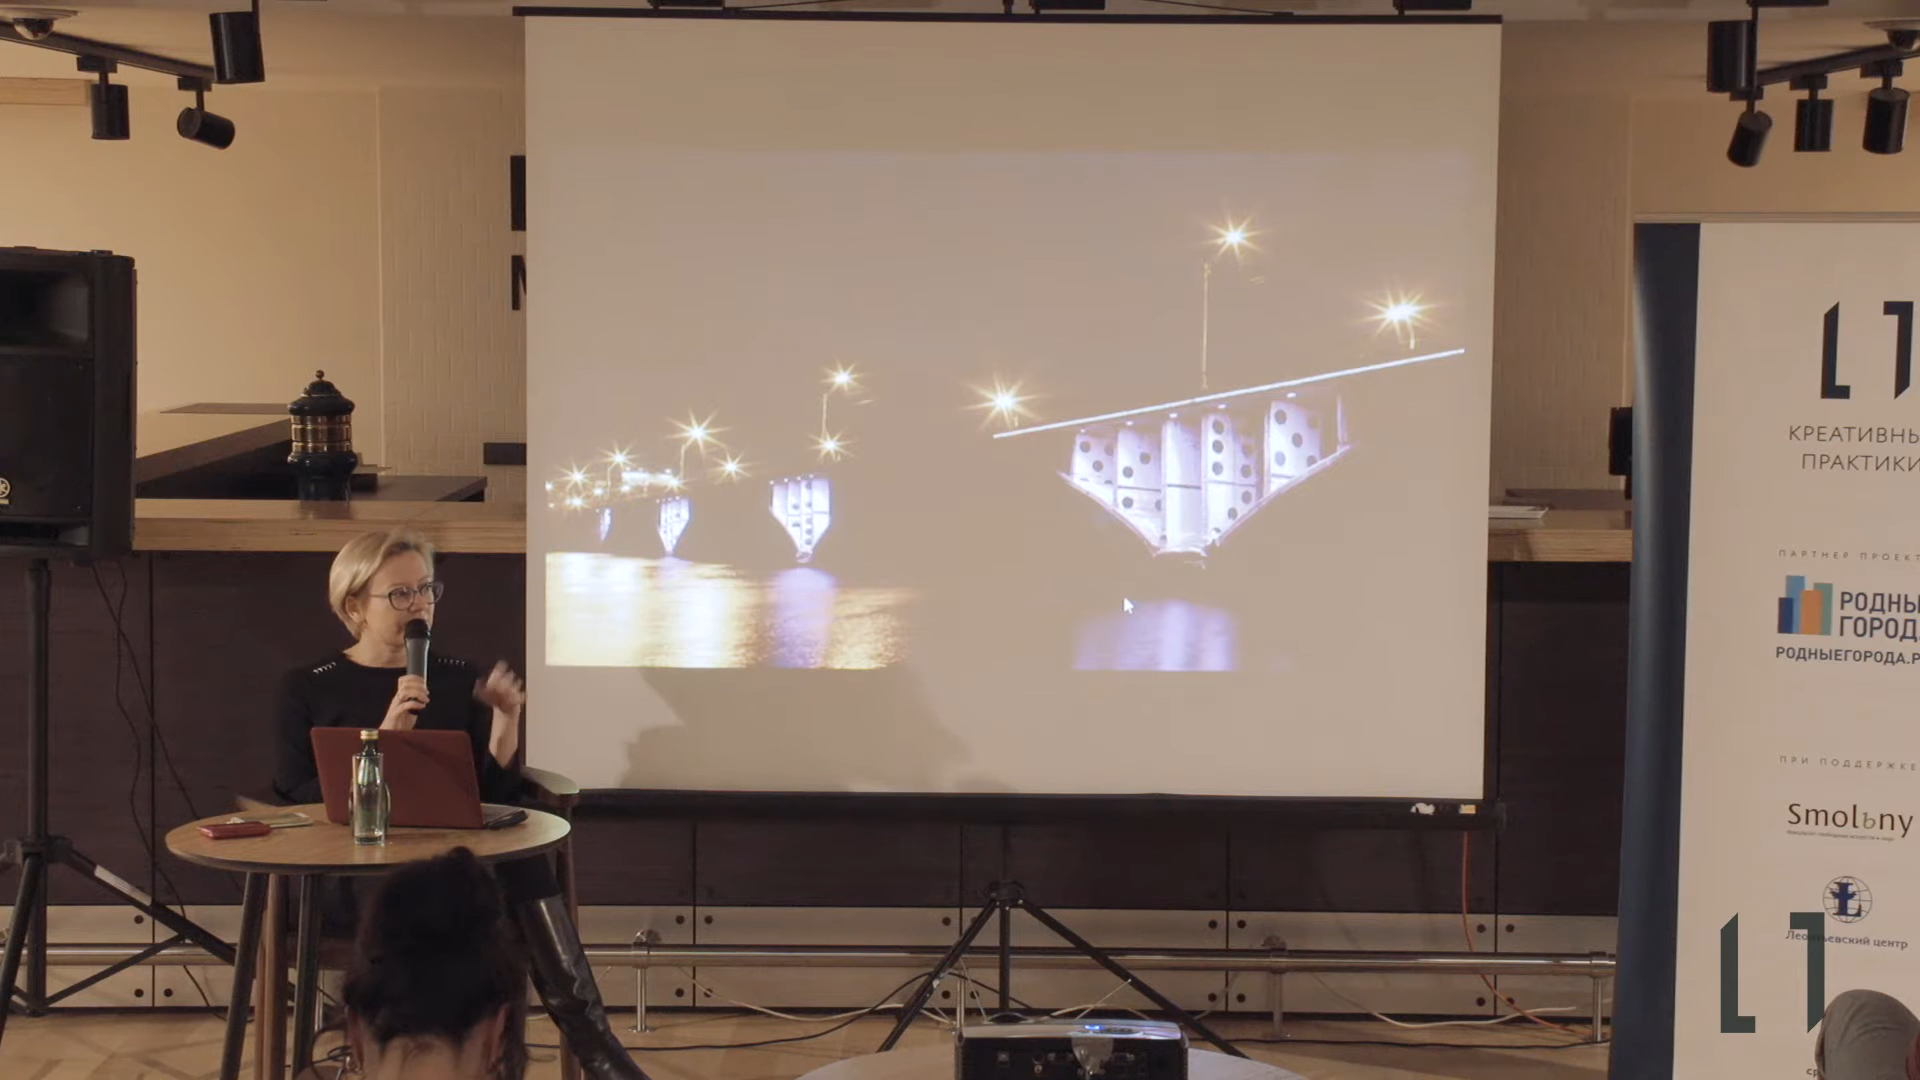 КРЕАТИВНЫ
ПРАКТИКИ
ПАРТНЕР ПРОЕКТ
РОДНЫ
ГОРОД
РОДНЫЕГОРОДА.Р
ПРИ ПОДДЕРЖКЕ
Smolьny
Леонтьевский центр